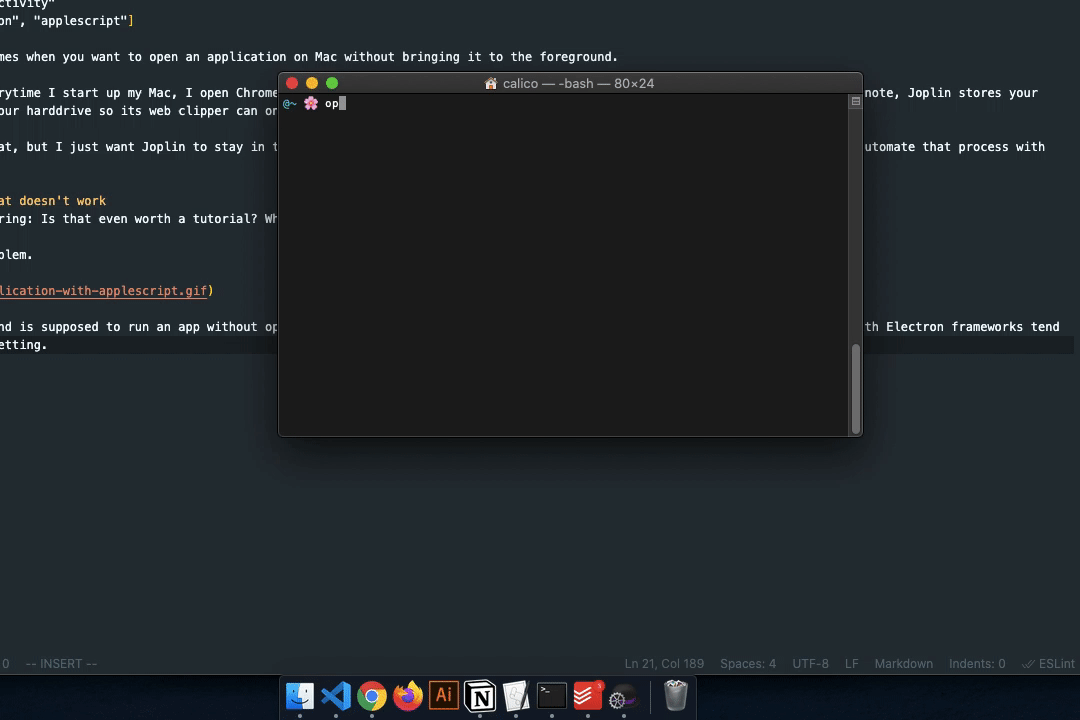 ctivity"
on", "applescript"]
mes when you want to open an application on Mac without bringing it to the foreground.
calico — -bash — 80×24
rytime I start up my Mac, I open Chrome note, Joplin stores your
@~ 🌸 op
our harddrive so its web clipper can on
at, but I just want Joplin to stay in t utomate that process with
at doesn't work
ring: Is that even worth a tutorial? Wh
blem.
lication-with-applescript.gif)
nd is supposed to run an app without op th Electron frameworks tend
etting.
0 -- INSERT -- Ln 21, Col 189 Spaces: 4 UTF-8 LF Markdown Indents: 0 ESLint
Ai N >_